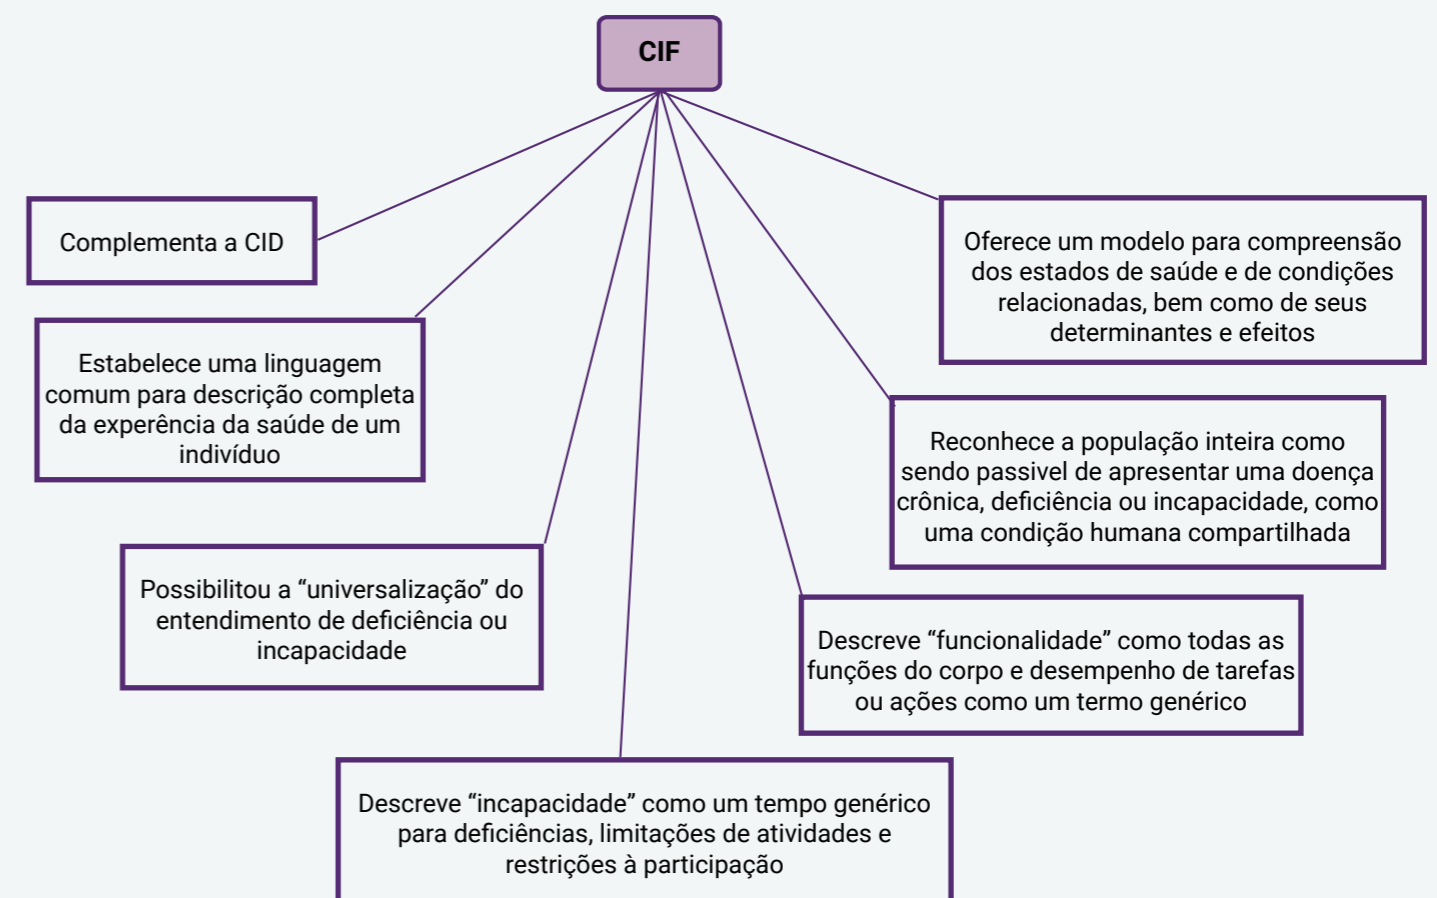 CIF
Complementa a CID
Estabelece uma linguagem
comum para descrição completa
da experência da saúde de um
indivíduo
Possibilitou a “universalização” do
entendimento de deficiência ou
incapacidade
Descreve “incapacidade” como um tempo genérico
para deficiências, limitações de atividades e
restrições à participação
Descreve “funcionalidade” como todas as
funções do corpo e desempenho de tarefas
ou ações como um termo genérico
Reconhece a população inteira como
sendo passivel de apresentar uma doença
crônica, deficiência ou incapacidade, como
uma condição humana compartilhada
Oferece um modelo para compreensão
dos estados de saúde e de condições
relacionadas, bem como de seus
determinantes e efeitos